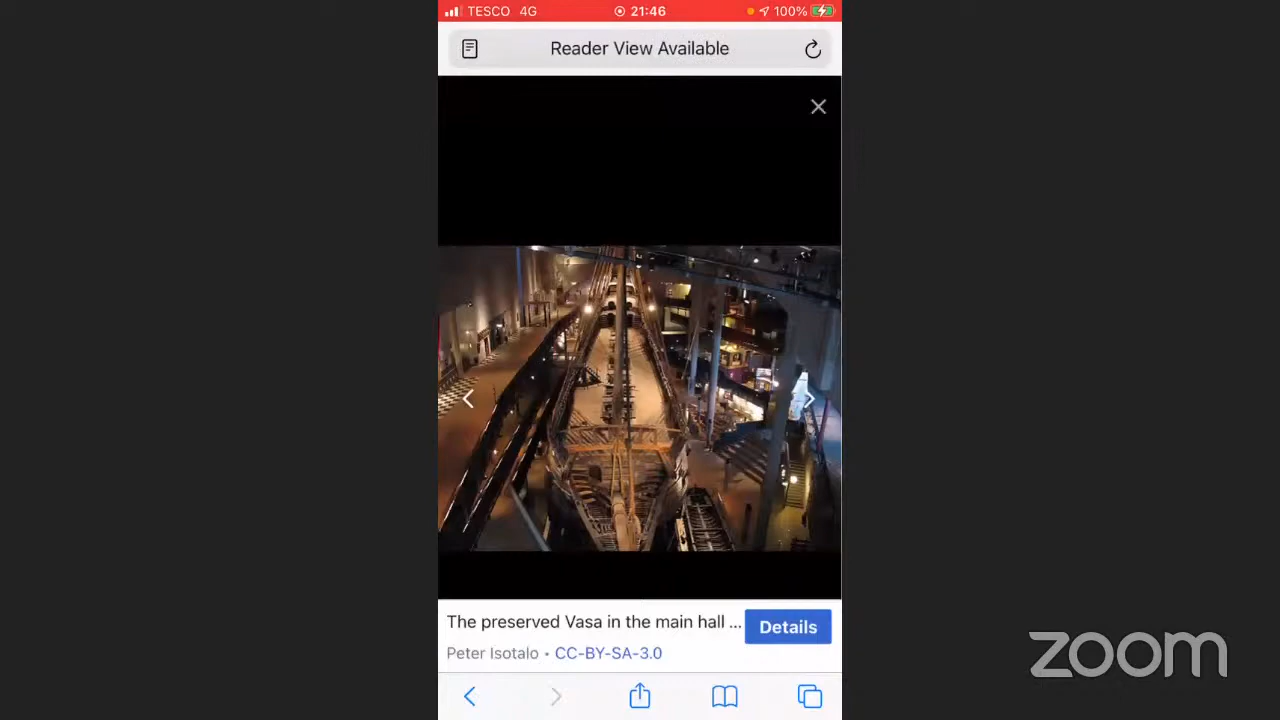 TESCO 4G 21:46 100%
Reader View Available
The preserved Vasa in the main hall ...
Details
Peter Isotalo • CC-BY-SA-3.0
zoom